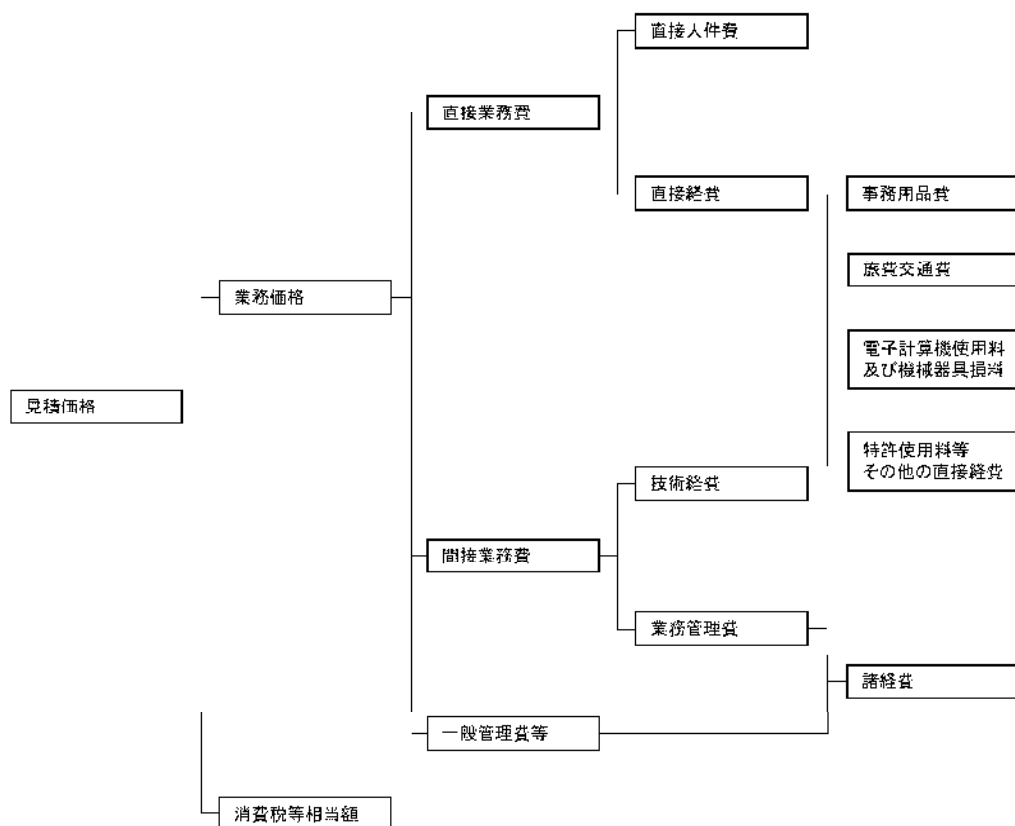 直接人件費
直接業務費
直接経費
事務用品費
旅費交通費
業務価格
電子計算機使用料
及び機械器具損料
見積価格
特許使用料等
その他の直接経費
技術経費
間接業務費
業務管理費
諸経費
一般管理費等
消費税等相当額